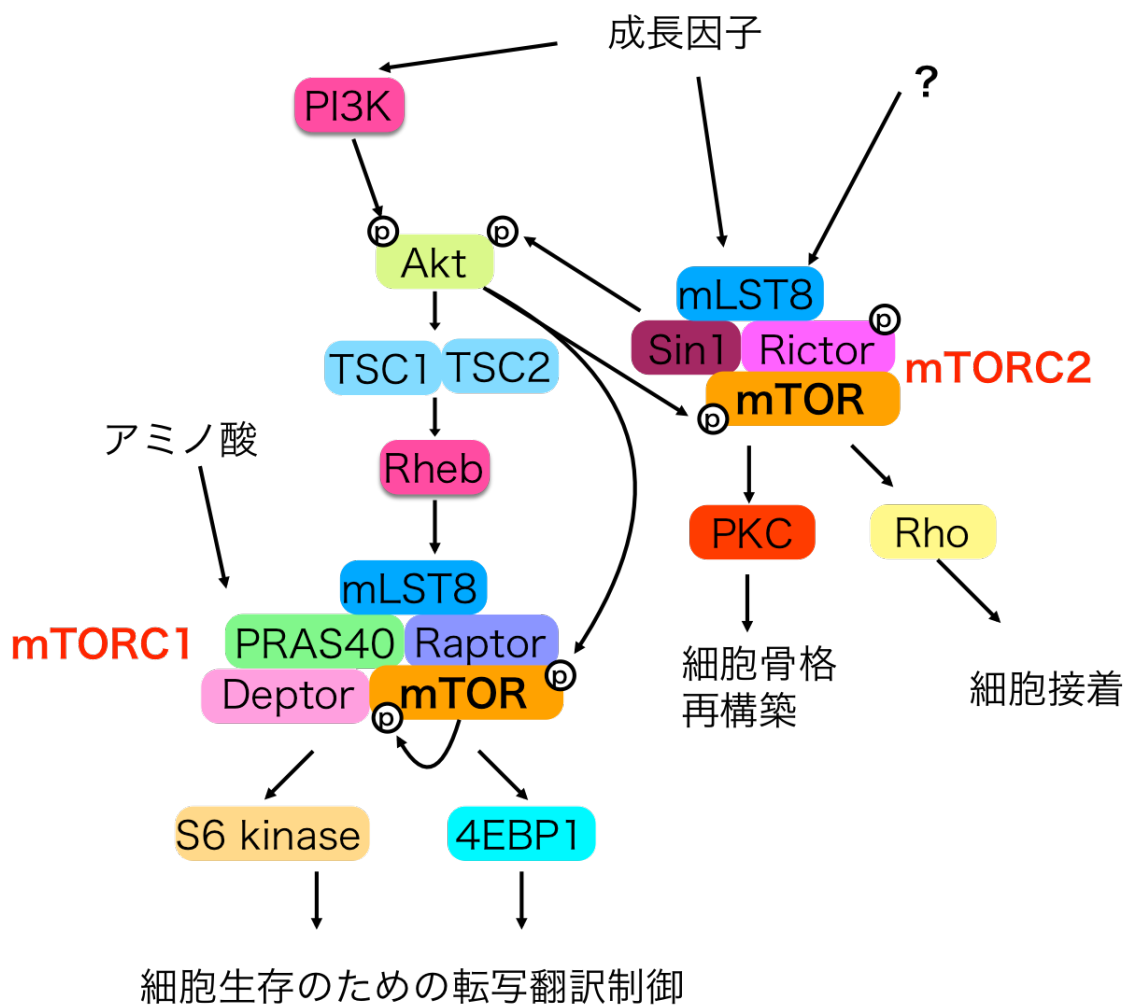 成長因子
?
PI3K
p
p
Akt
mLST8
p
Sin1
Rictor
mTORC2
TSC1
TSC2
mTOR
p
アミノ酸
Rheb
PKC
Rho
mLST8
mTORC1
PRAS40
Raptor
細胞骨格
再構築
細胞接着
p
Deptor
mTOR
p
S6 kinase
4EBP1
細胞生存のための転写翻訳制御